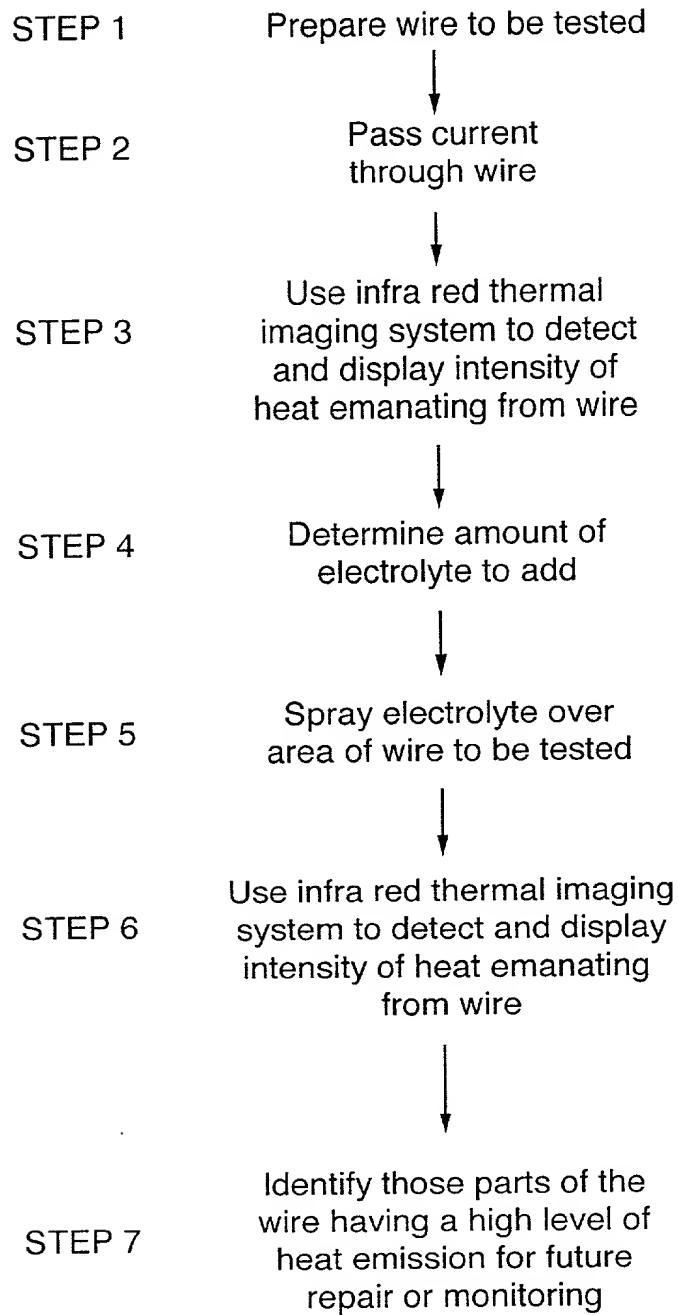 STEP 1 Prepare wire to be tested
STEP 2 Pass current
through wire
STEP 3 Use infra red thermal
imaging system to detect
and display intensity of
heat emanating from wire
STEP 4 Determine amount of
electrolyte to add
STEP 5 Spray electrolyte over
area of wire to be tested
STEP 6 Use infra red thermal imaging
system to detect and display
intensity of heat emanating
from wire
STEP 7 Identify those parts of the
wire having a high level of
heat emission for future
repair or monitoring